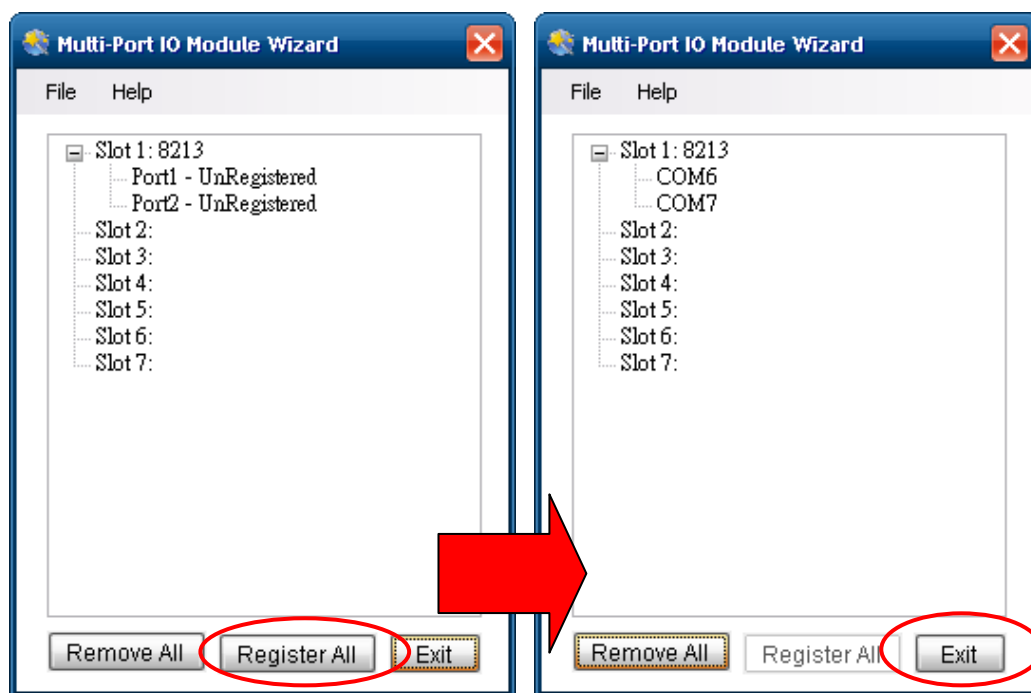 Multi-Port IO Module Wizard
File Help
Slot 1: 8213
Port1 - UnRegistered
Port2 - UnRegistered
Slot 2:
Slot 3:
Slot 4:
Slot 5:
Slot 6:
Slot 7:
Remove All Register All Exit
Multi-Port IO Module Wizard
File Help
Slot 1: 8213
COM6
COM7
Slot 2:
Slot 3:
Slot 4:
Slot 5:
Slot 6:
Slot 7:
Remove All Register All Exit